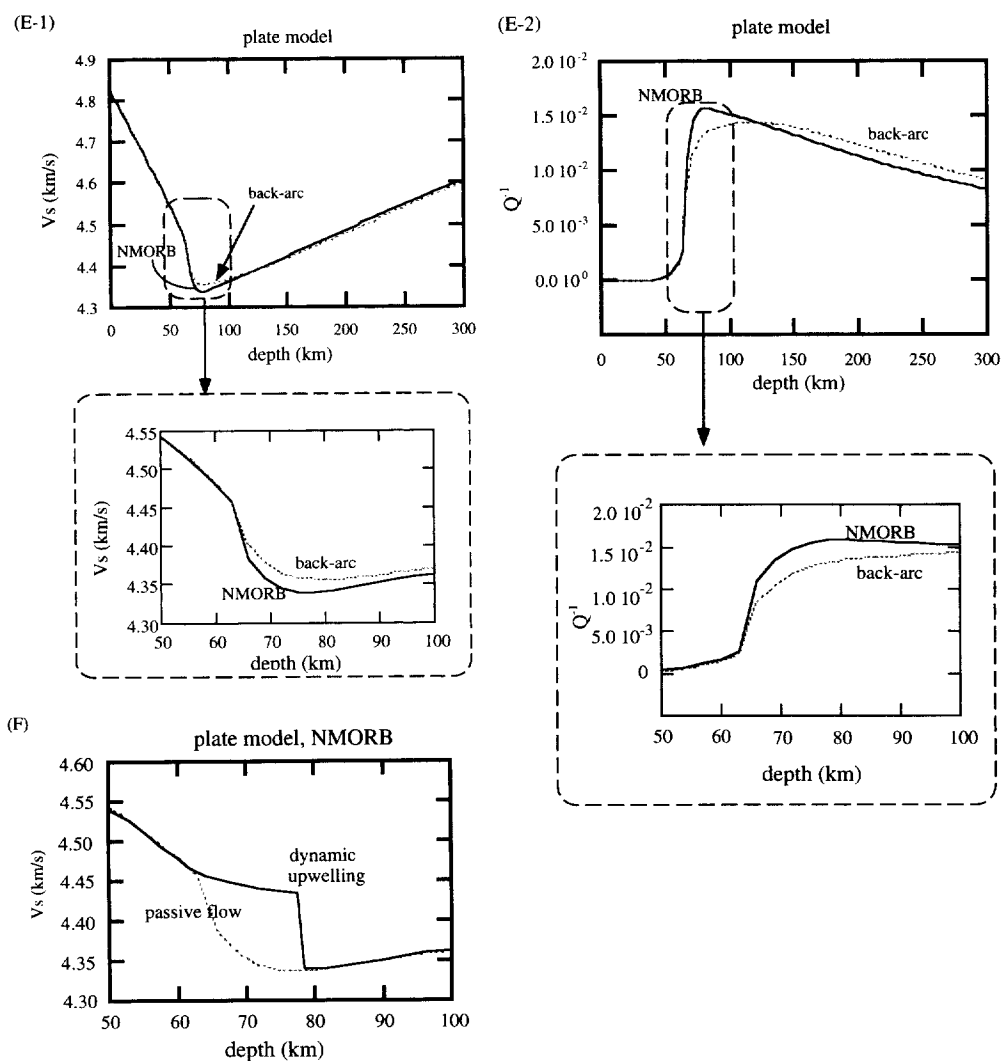 (E-1)
plate model
4.9
4.8
4.7
4.6
4.5
4.4
4.3
Vs (km/s)
back-arc
NMORB
0 50 100 150 200 250 300
depth (km)
4.55
4.50
4.45
4.40
4.35
4.30
Vs (km/s)
back-arc
NMORB
50 60 70 80 90 100
depth (km)
(E-2)
plate model
2.0 10⁻²
1.5 10⁻²
1.0 10⁻²
5.0 10⁻³
0.0 10⁰
Q⁻¹
NMORB
back-arc
0 50 100 150 200 250 300
depth (km)
2.0 10⁻²
1.5 10⁻²
1.0 10⁻²
5.0 10⁻³
0
Q⁻¹
NMORB
back-arc
50 60 70 80 90 100
depth (km)
(F)
plate model, NMORB
4.60
4.55
4.50
4.45
4.40
4.35
4.30
Vs (km/s)
dynamic
upwelling
passive flow
50 60 70 80 90 100
depth (km)